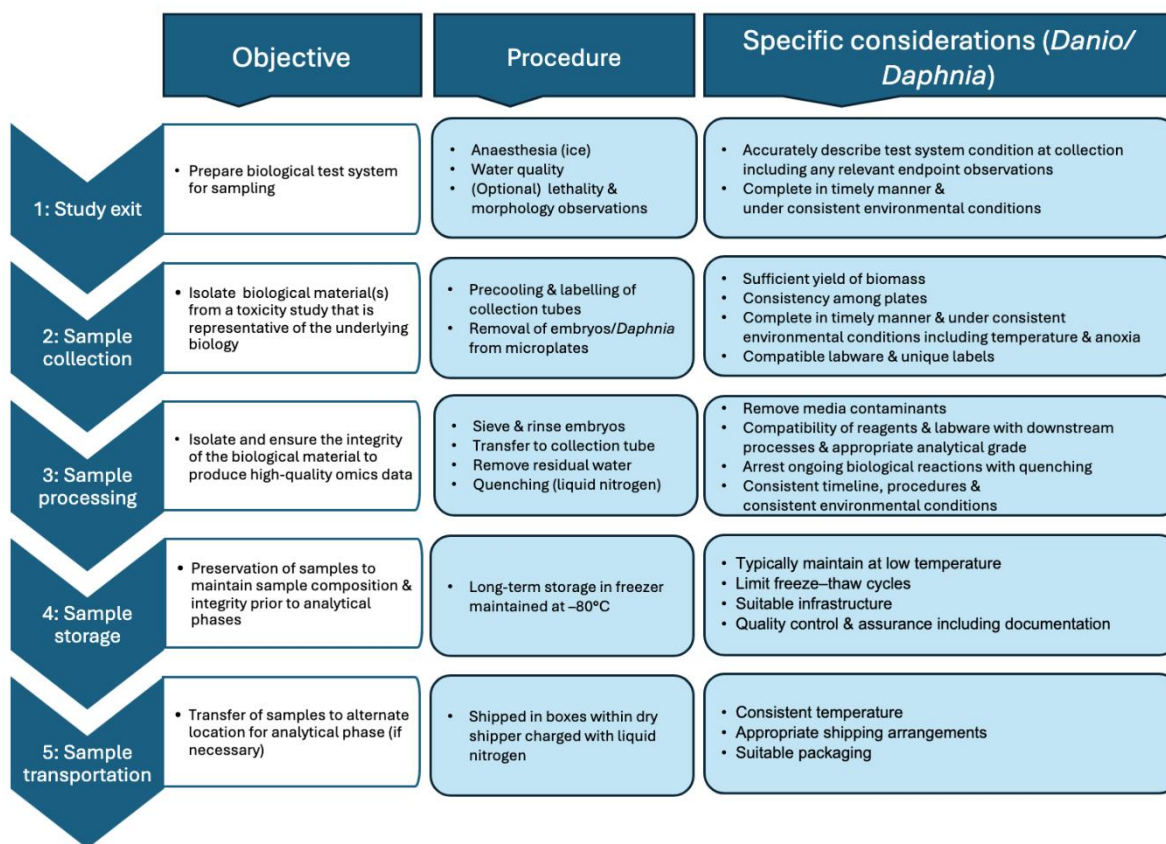 Objective
Procedure
Specific considerations (Danio/
Daphnia)
1: Study exit
• Prepare biological test system
for sampling
• Anaesthesia (ice)
• Water quality
• (Optional) lethality &
morphology observations
• Accurately describe test system condition at collection
including any relevant endpoint observations
• Complete in timely manner &
under consistent environmental conditions
2: Sample
collection
• Isolate biological material(s)
from a toxicity study that is
representative of the underlying
biology
• Precooling & labelling of
collection tubes
• Removal of embryos/Daphnia
from microplates
• Sufficient yield of biomass
• Consistency among plates
• Complete in timely manner & under consistent
environmental conditions including temperature & anoxia
• Compatible labware & unique labels
3: Sample
processing
• Isolate and ensure the integrity
of the biological material to
produce high-quality omics data
• Sieve & rinse embryos
• Transfer to collection tube
• Remove residual water
• Quenching (liquid nitrogen)
• Remove media contaminants
• Compatibility of reagents & labware with downstream
processes & appropriate analytical grade
• Arrest ongoing biological reactions with quenching
• Consistent timeline, procedures &
consistent environmental conditions
4: Sample
storage
• Preservation of samples to
maintain sample composition &
integrity prior to analytical
phases
• Long-term storage in freezer
maintained at –80°C
• Typically maintain at low temperature
• Limit freeze–thaw cycles
• Suitable infrastructure
• Quality control & assurance including documentation
5: Sample
transportation
• Transfer of samples to alternate
location for analytical phase (if
necessary)
• Shipped in boxes within dry
shipper charged with liquid
nitrogen
• Consistent temperature
• Appropriate shipping arrangements
• Suitable packaging